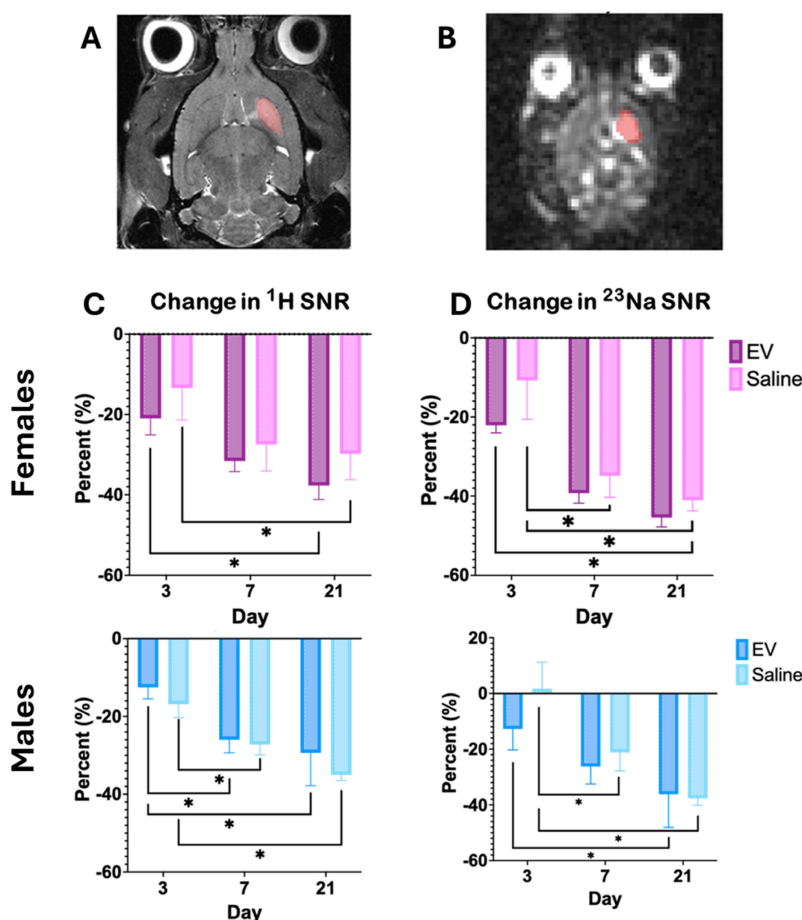 A
B
C Change in ¹H SNR
D Change in ²³Na SNR
Females
Percent (%)
0
-20
-40
-60
*
*
3 7 21
Day
Percent (%)
0
-20
-40
-60
*
*
*
3 7 21
Day
EV
Saline
Males
Percent (%)
0
-20
-40
-60
*
*
*
*
3 7 21
Day
Percent (%)
20
0
-20
-40
-60
*
*
*
3 7 21
Day
EV
Saline